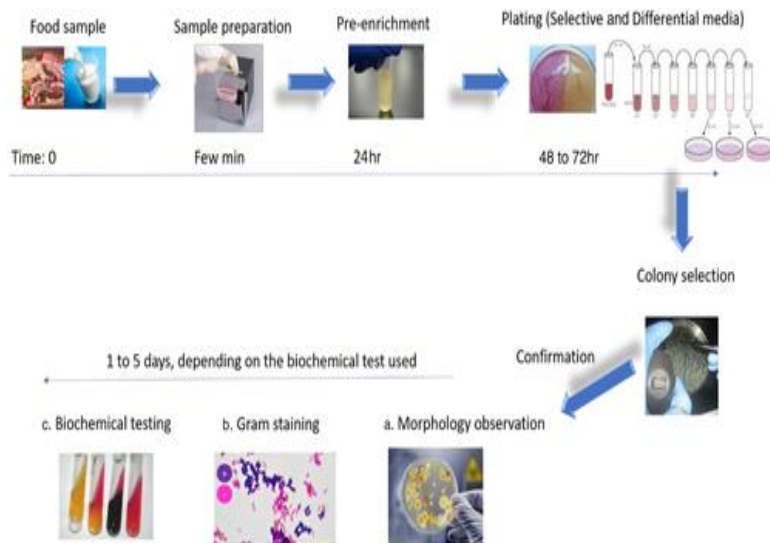 Food sample
Sample preparation
Pre-enrichment
Plating (Selective and Differential media)
Time: 0
Few min
24hr
48 to 72hr
Colony selection
Confirmation
1 to 5 days, depending on the biochemical test used
c. Biochemical testing
b. Gram staining
a. Morphology observation